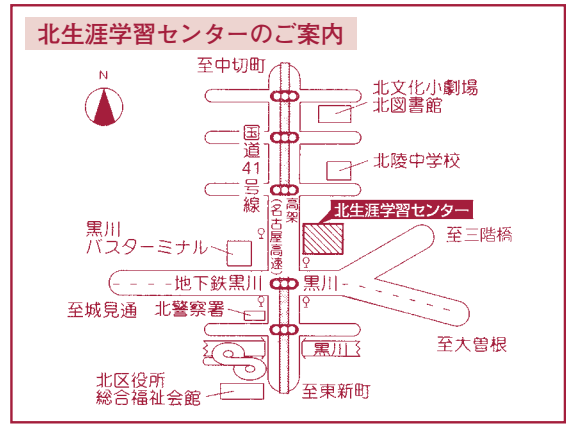 北生涯学習センターのご案内
至中切町
N
北文化小劇場
北図書館
国道41号線
北陵中学校
高架(名古屋高速)
北生涯学習センター
黒川
バスターミナル
至三階橋
地下鉄黒川
黒川
至城見通
北警察署
至大曽根
黒川
北区役所
総合福祉会館
至東新町